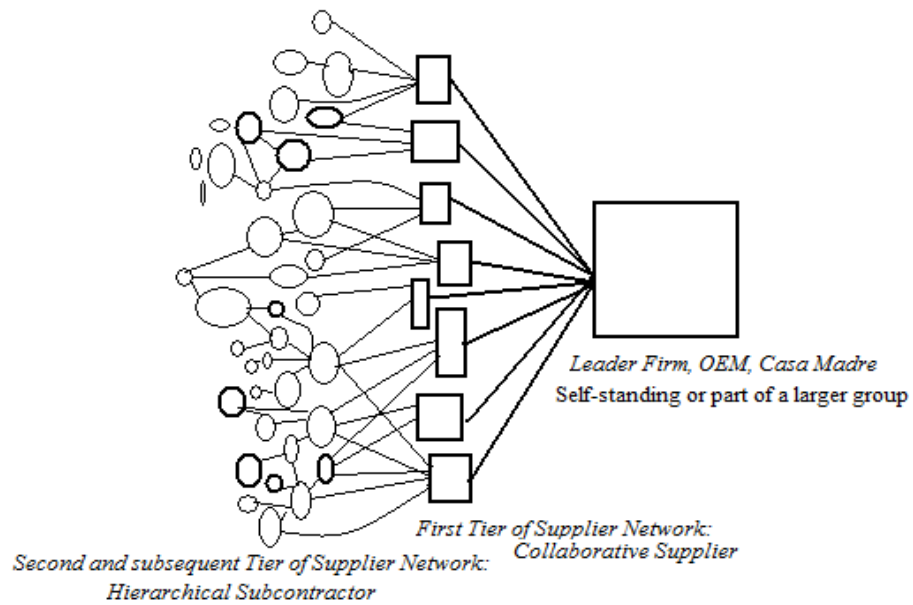 Leader Firm, OEM, Casa Madre
Self-standing or part of a larger group
First Tier of Supplier Network:
Collaborative Supplier
Second and subsequent Tier of Supplier Network:
Hierarchical Subcontractor